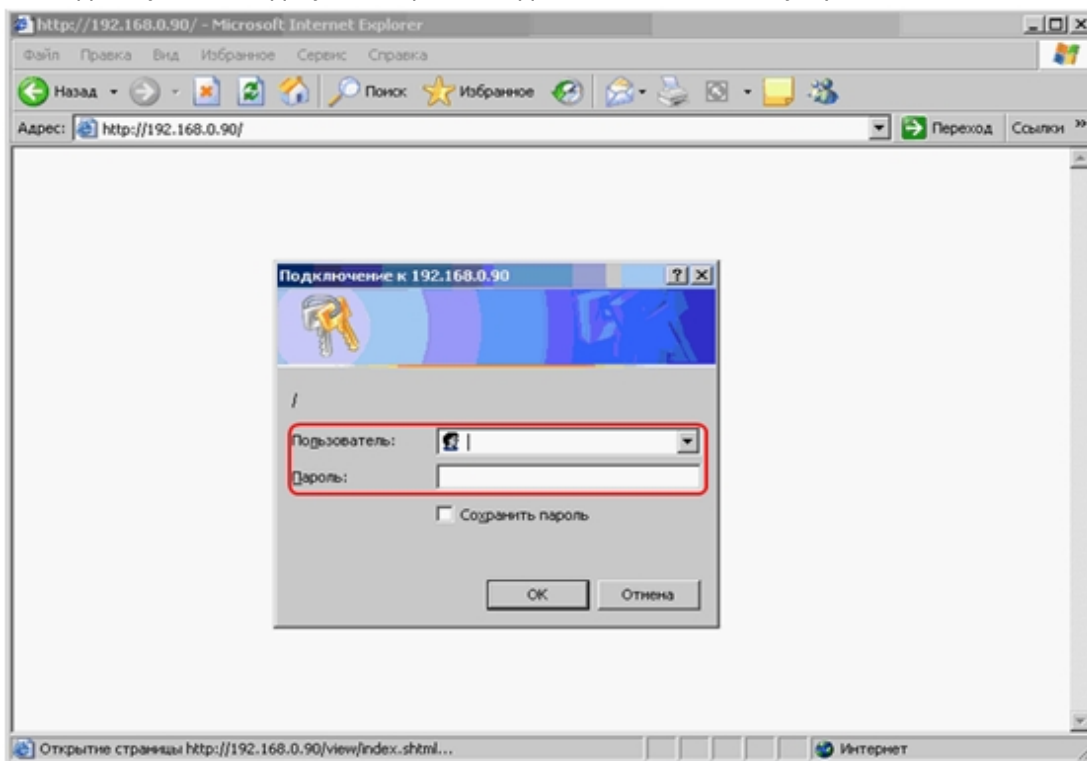 http://192.168.0.90/ - Microsoft Internet Explorer
Файл Правка Вид Избранное Сервис Справка
Назад Поиск Избранное
Адрес: http://192.168.0.90/ Переход Ссылки »
Подключение к 192.168.0.90
/
Пользователь:
Пароль:
Сохранить пароль
OK Отмена
Открытие страницы http://192.168.0.90/view/index.shtml... Интернет